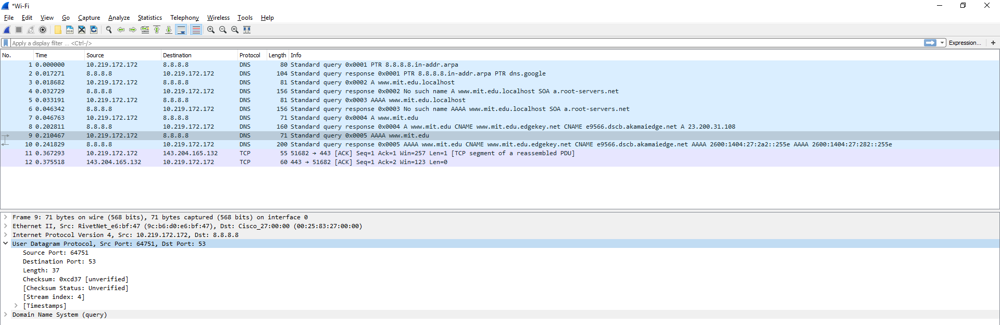 *Wi-Fi
File Edit View Go Capture Analyze Statistics Telephony Wireless Tools Help
Apply a display filter ... <Ctrl-/> Expression... +
No. Time Source Destination Protocol Length Info
1 0.000000 10.219.172.172 8.8.8.8 DNS 80 Standard query 0x0001 PTR 8.8.8.8.in-addr.arpa
2 0.017271 8.8.8.8 10.219.172.172 DNS 104 Standard query response 0x0001 PTR 8.8.8.8.in-addr.arpa PTR dns.google
3 0.018682 10.219.172.172 8.8.8.8 DNS 81 Standard query 0x0002 A www.mit.edu.localhost
4 0.032729 8.8.8.8 10.219.172.172 DNS 156 Standard query response 0x0002 No such name A www.mit.edu.localhost SOA a.root-servers.net
5 0.033191 10.219.172.172 8.8.8.8 DNS 81 Standard query 0x0003 AAAA www.mit.edu.localhost
6 0.046342 8.8.8.8 10.219.172.172 DNS 156 Standard query response 0x0003 No such name AAAA www.mit.edu.localhost SOA a.root-servers.net
7 0.046763 10.219.172.172 8.8.8.8 DNS 71 Standard query 0x0004 A www.mit.edu
8 0.202811 8.8.8.8 10.219.172.172 DNS 160 Standard query response 0x0004 A www.mit.edu CNAME www.mit.edu.edgekey.net CNAME e9566.dscb.akamaiedge.net A 23.200.31.108
9 0.210467 10.219.172.172 8.8.8.8 DNS 71 Standard query 0x0005 AAAA www.mit.edu
10 0.241829 8.8.8.8 10.219.172.172 DNS 200 Standard query response 0x0005 AAAA www.mit.edu CNAME www.mit.edu.edgekey.net CNAME e9566.dscb.akamaiedge.net AAAA 2600:1404:27:2a2::255e AAAA 2600:1404:27:282::255e
11 0.367293 10.219.172.172 143.204.165.132 TCP 55 51682 → 443 [ACK] Seq=1 Ack=1 Win=257 Len=1 [TCP segment of a reassembled PDU]
12 0.375518 143.204.165.132 10.219.172.172 TCP 60 443 → 51682 [ACK] Seq=1 Ack=2 Win=123 Len=0
Frame 9: 71 bytes on wire (568 bits), 71 bytes captured (568 bits) on interface 0
Ethernet II, Src: RivetNet_e6:bf:47 (9c:b6:d0:e6:bf:47), Dst: Cisco_27:00:00 (00:25:83:27:00:00)
Internet Protocol Version 4, Src: 10.219.172.172, Dst: 8.8.8.8
User Datagram Protocol, Src Port: 64751, Dst Port: 53
Source Port: 64751
Destination Port: 53
Length: 37
Checksum: 0xcd37 [unverified]
[Checksum Status: Unverified]
[Stream index: 4]
[Timestamps]
Domain Name System (query)